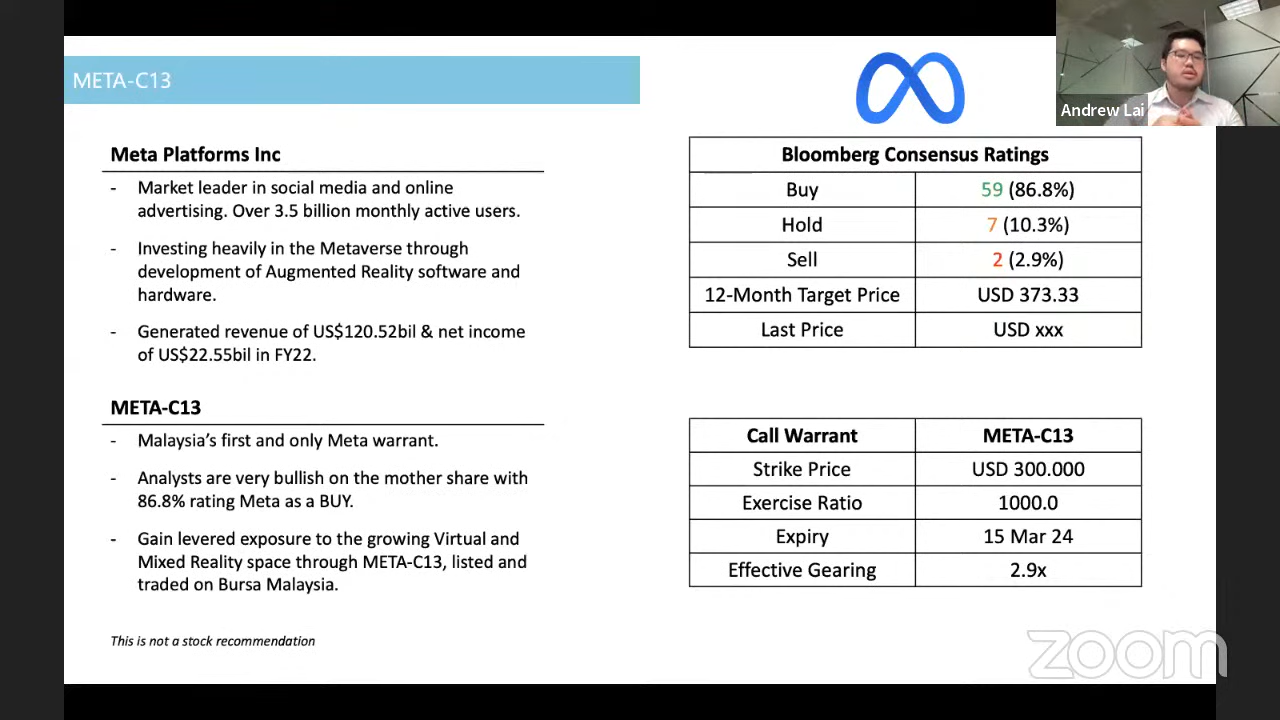 META-C13
Andrew Lai
Meta Platforms Inc
- Market leader in social media and online
advertising. Over 3.5 billion monthly active users.
- Investing heavily in the Metaverse through
development of Augmented Reality software and
hardware.
- Generated revenue of US$120.52bil & net income
of US$22.55bil in FY22.
META-C13
- Malaysia’s first and only Meta warrant.
- Analysts are very bullish on the mother share with
86.8% rating Meta as a BUY.
- Gain levered exposure to the growing Virtual and
Mixed Reality space through META-C13, listed and
traded on Bursa Malaysia.
This is not a stock recommendation
Bloomberg Consensus Ratings
Buy 59 (86.8%)
Hold 7 (10.3%)
Sell 2 (2.9%)
12-Month Target Price USD 373.33
Last Price USD xxx
Call Warrant META-C13
Strike Price USD 300.000
Exercise Ratio 1000.0
Expiry 15 Mar 24
Effective Gearing 2.9x
zoom